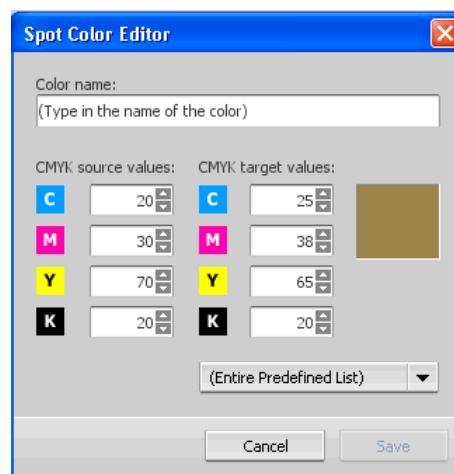 Spot Color Editor
Color name:
(Type in the name of the color)
CMYK source values: CMYK target values:
C 20 C 25
M 30 M 38
Y 70 Y 65
K 20 K 20
(Entire Predefined List)
Cancel Save